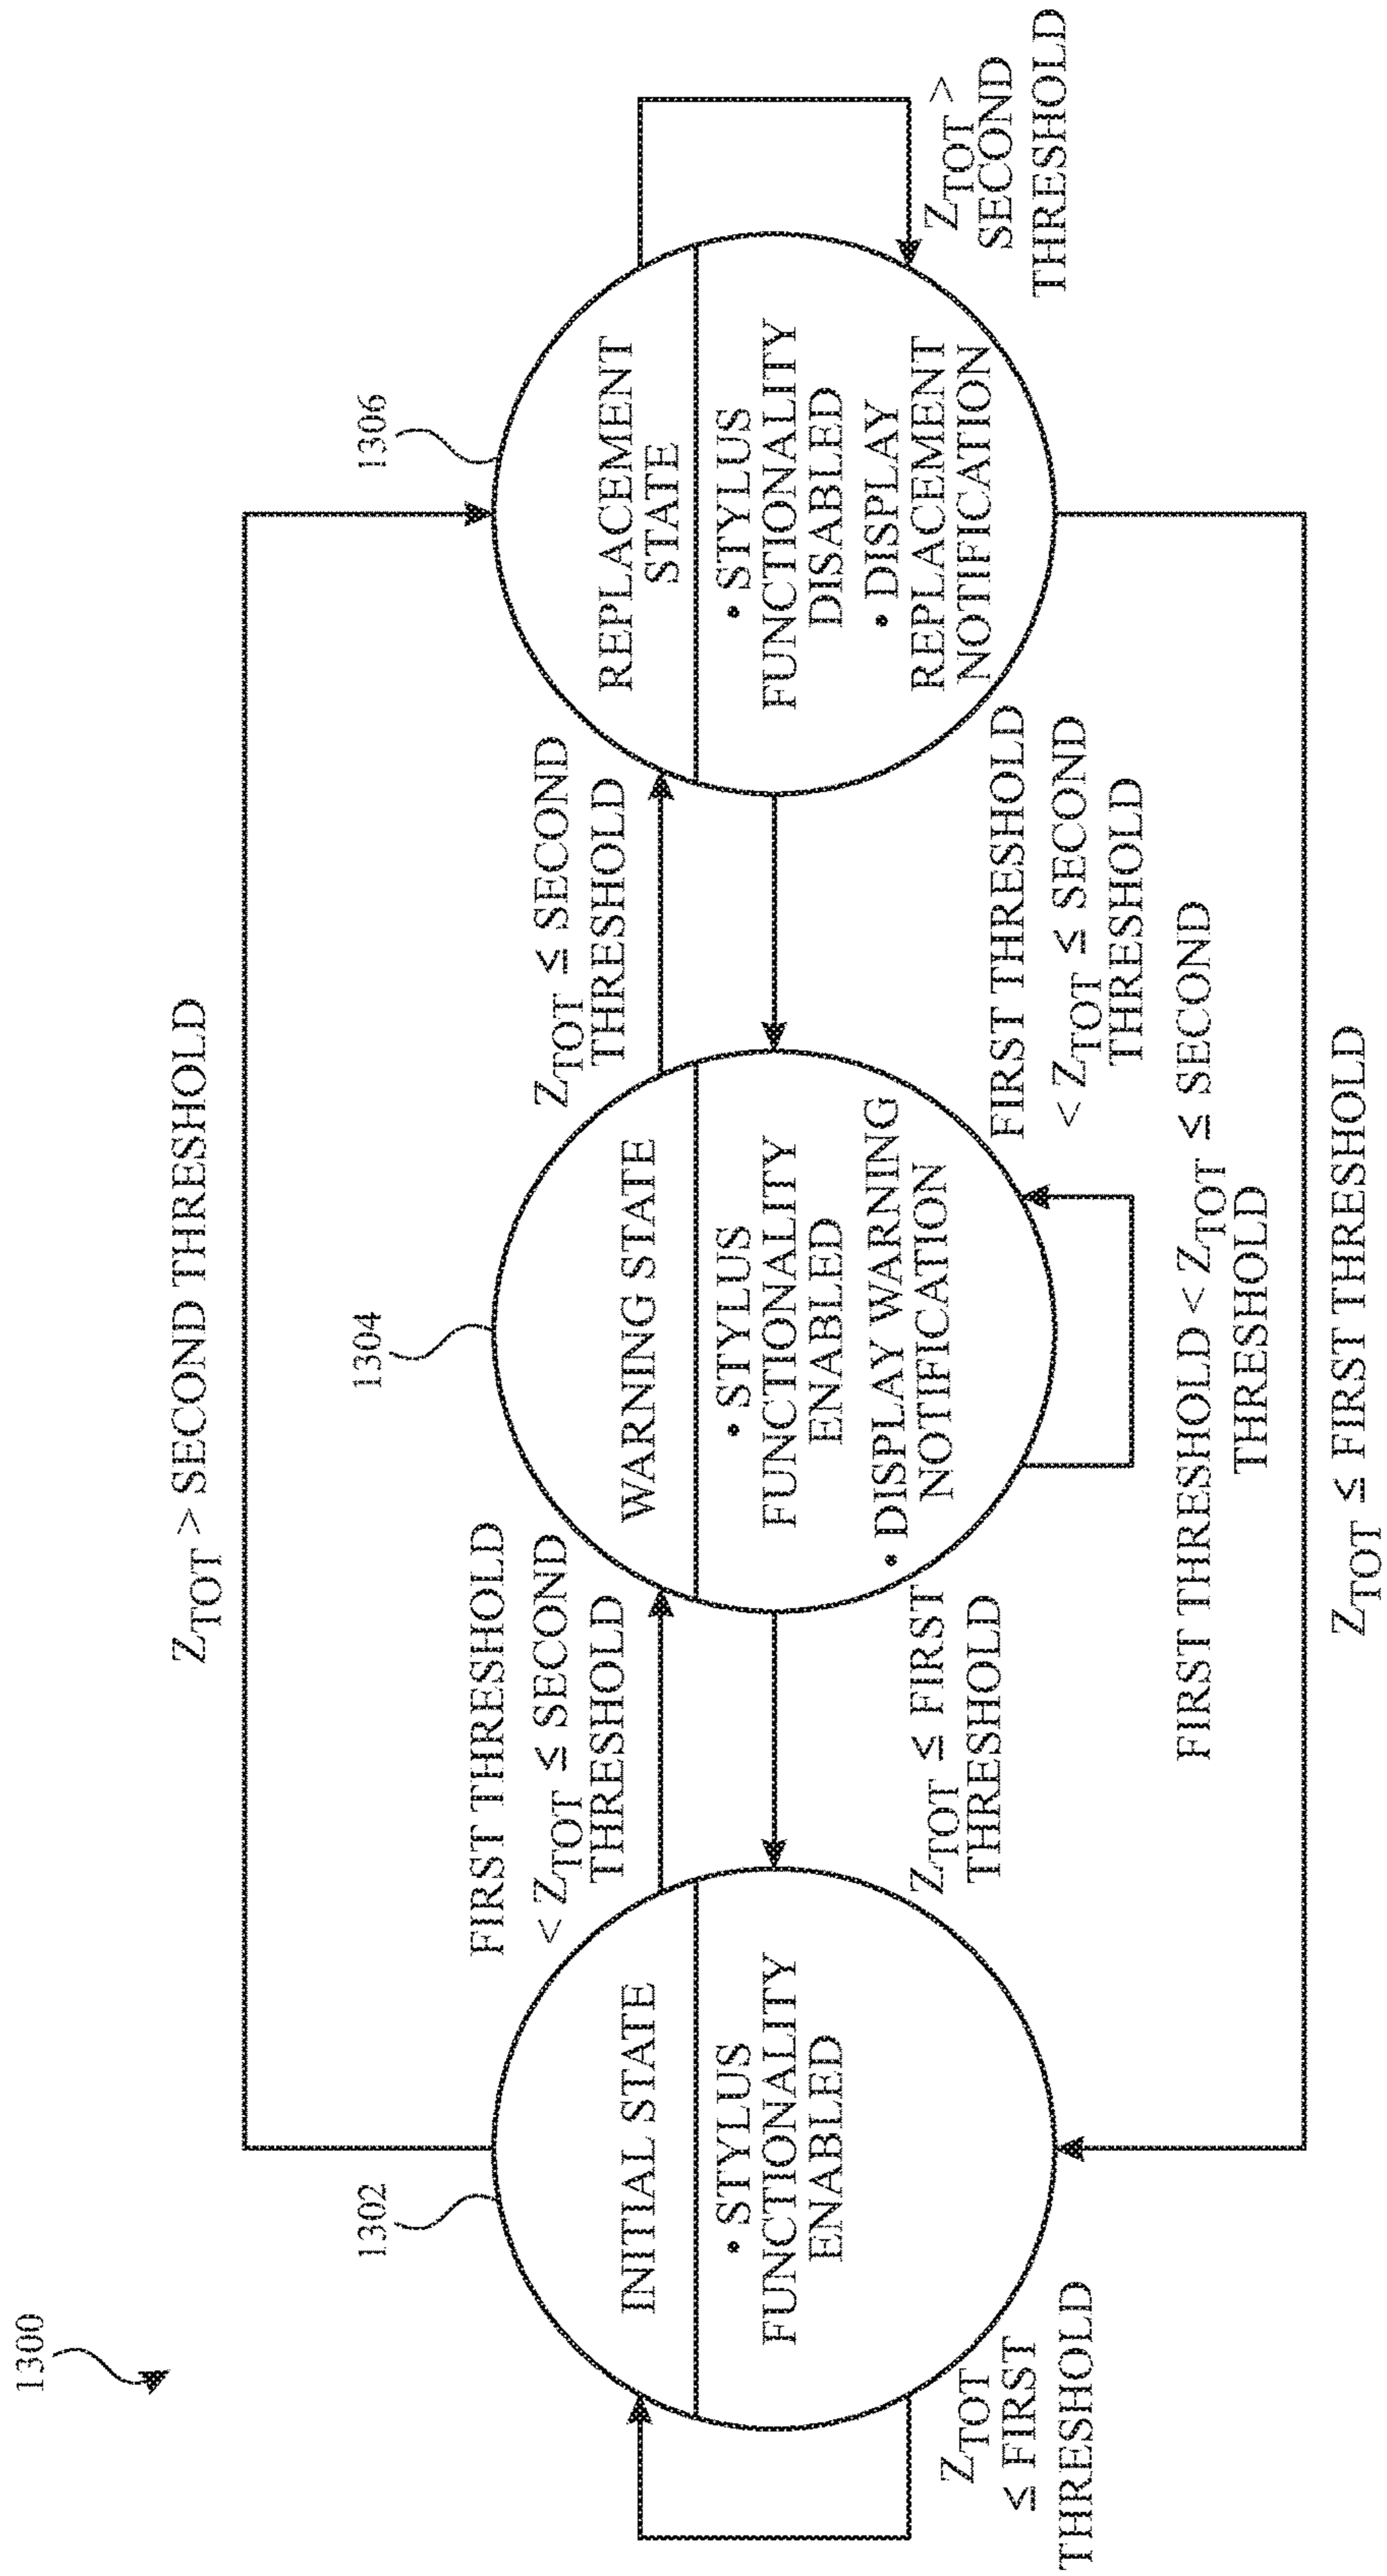 1300
Z_TOT > SECOND THRESHOLD
1302
INITIAL STATE
• STYLUS
FUNCTIONALITY
ENABLED
Z_TOT
≤ FIRST
THRESHOLD
FIRST THRESHOLD
< Z_TOT ≤ SECOND
THRESHOLD
Z_TOT ≤ FIRST
THRESHOLD
1304
WARNING STATE
• STYLUS
FUNCTIONALITY
ENABLED
• DISPLAY WARNING
NOTIFICATION
FIRST THRESHOLD < Z_TOT ≤ SECOND
THRESHOLD
Z_TOT ≤ SECOND
THRESHOLD
FIRST THRESHOLD
< Z_TOT ≤ SECOND
THRESHOLD
1306
REPLACEMENT
STATE
• STYLUS
FUNCTIONALITY
DISABLED
• DISPLAY
REPLACEMENT
NOTIFICATION
Z_TOT >
SECOND
THRESHOLD
Z_TOT ≤ FIRST THRESHOLD